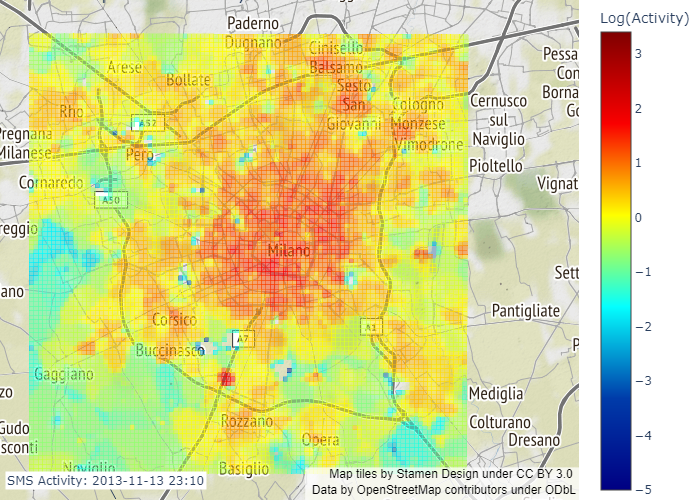 Paderno
Dugnano
Cinisello
Balsamo
Arese
Bollate
Sesto
San
Giovanni
Rho
Cologno
Monzese
Vimodrone
Pessa
Con
Borna
Go
Cernusco
sul
Naviglio
A52
Pregnana
Milanese
Pero
Pioltello
Cornaredo
A50
Vignat
reggio
Milano
Sett
ano
Pantigliate
Corsico
A7
A1
Buccinasco
P
Gaggiano
zo
Mediglia
Rozzano
Colturano
Gudo
sconti
Opera
Dresano
Noviglio
Basiglio
SMS Activity: 2013-11-13 23:10
Map tiles by Stamen Design under CC BY 3.0
Data by OpenStreetMap contributors under ODbL
Log(Activity)
3
2
1
0
−1
−2
−3
−4
−5